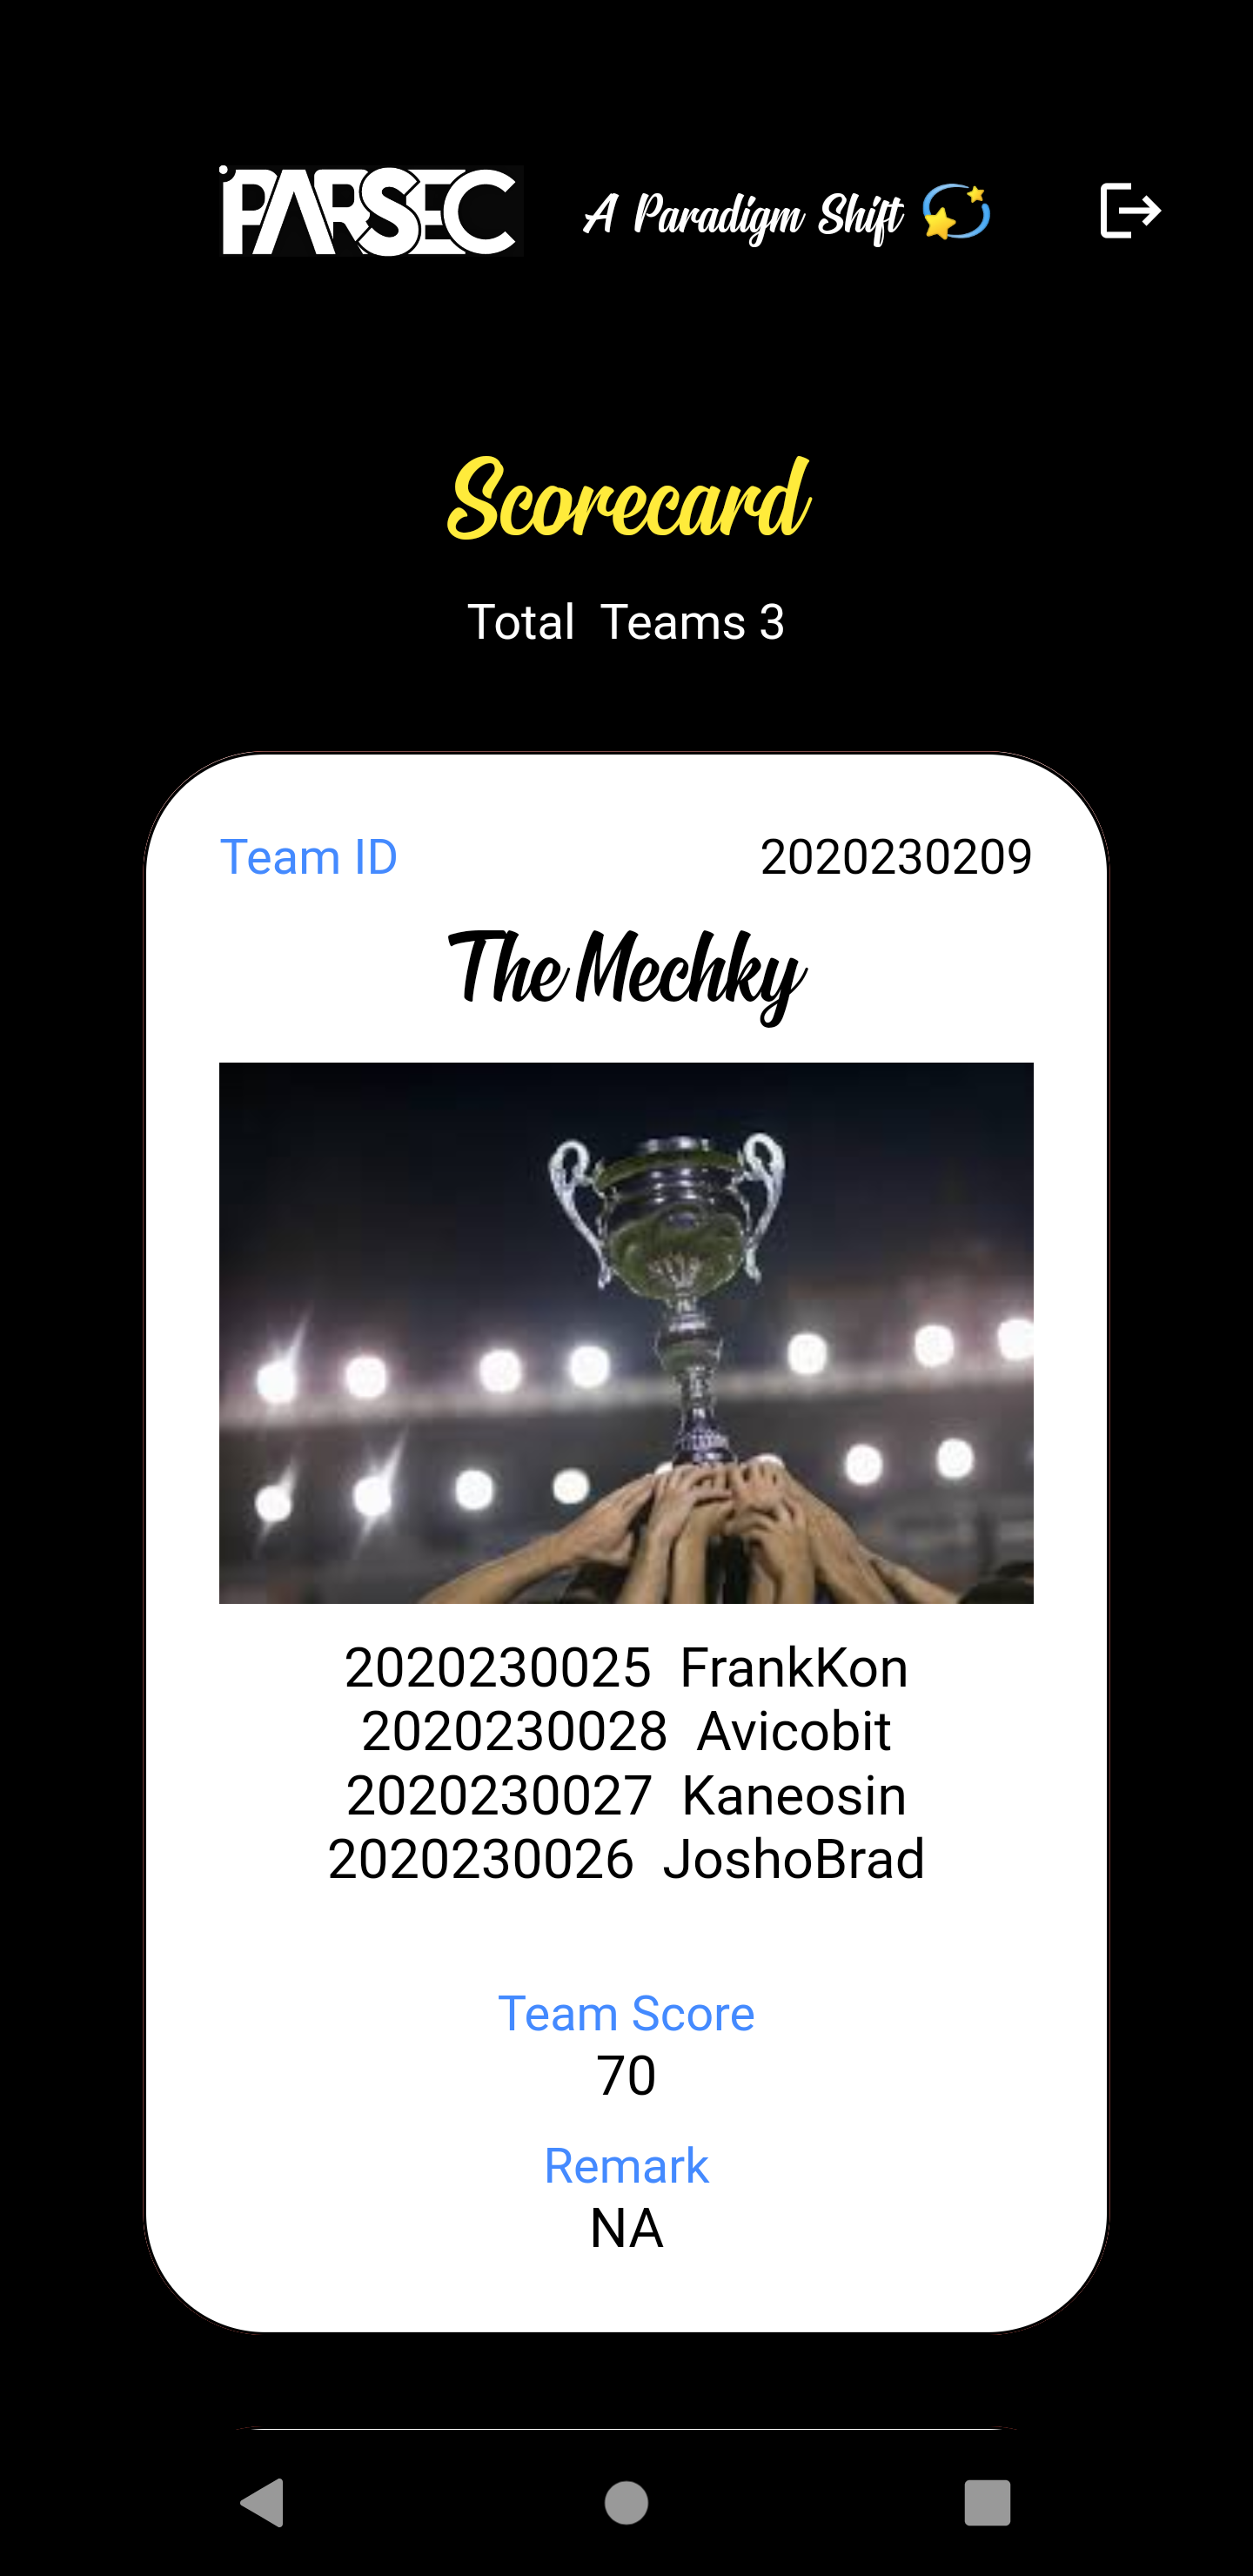 PARSEC A Paradigm Shift 💫
Scorecard
Total Teams 3
Team ID 2020230209
The Mechky
2020230025 FrankKon
2020230028 Avicobit
2020230027 Kaneosin
2020230026 JoshoBrad
Team Score
70
Remark
NA